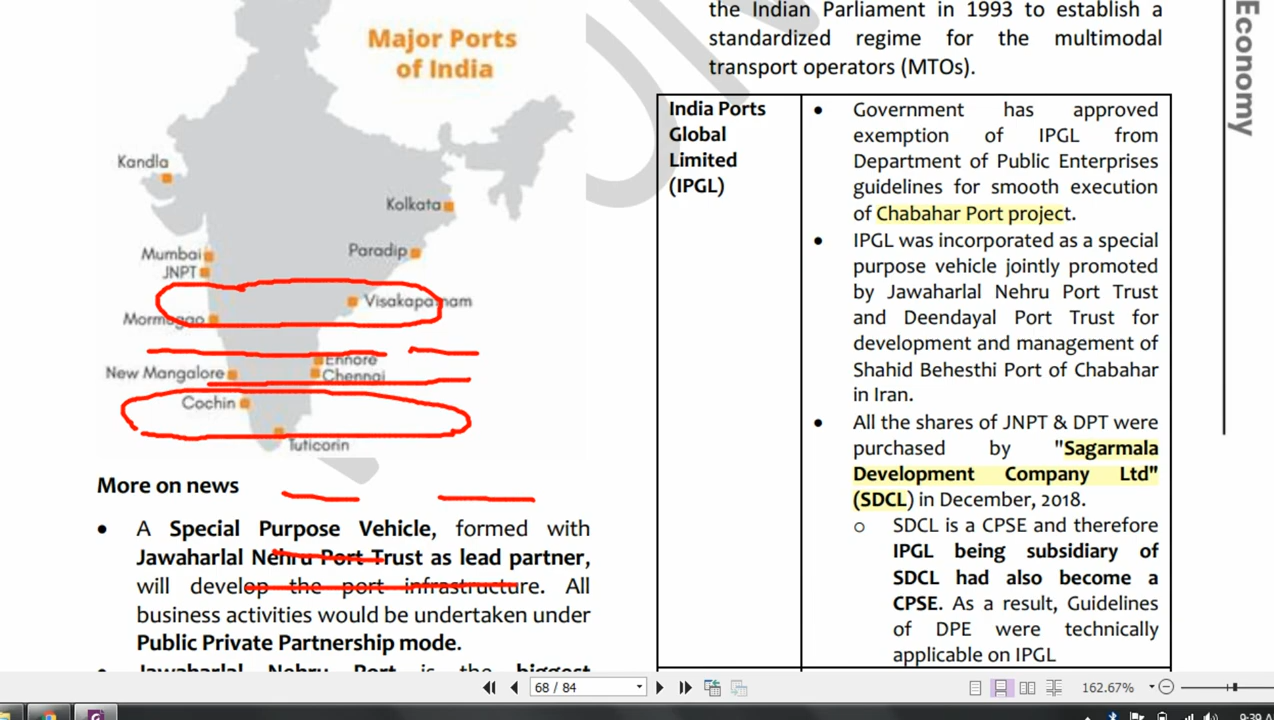 Major Ports
of India
Kandla
Kolkata
Mumbai
Paradip
JNPT
Visakapatnam
Mormugao
Ennore
New Mangalore
Chennai
Cochin
Tuticorin
More on news
• A Special Purpose Vehicle, formed with
Jawaharlal Nehru Port Trust as lead partner,
will develop the port infrastructure. All
business activities would be undertaken under
Public Private Partnership mode.
• Jawaharlal Nehru Port is the biggest
the Indian Parliament in 1993 to establish a
standardized regime for the multimodal
transport operators (MTOs).
India Ports
Global
Limited
(IPGL)
• Government has approved
exemption of IPGL from
Department of Public Enterprises
guidelines for smooth execution
of Chabahar Port project.
• IPGL was incorporated as a special
purpose vehicle jointly promoted
by Jawaharlal Nehru Port Trust
and Deendayal Port Trust for
development and management of
Shahid Behesthi Port of Chabahar
in Iran.
• All the shares of JNPT & DPT were
purchased by "Sagarmala
Development Company Ltd"
(SDCL) in December, 2018.
o SDCL is a CPSE and therefore
IPGL being subsidiary of
SDCL had also become a
CPSE. As a result, Guidelines
of DPE were technically
applicable on IPGL
Economy
68 / 84
162.67%